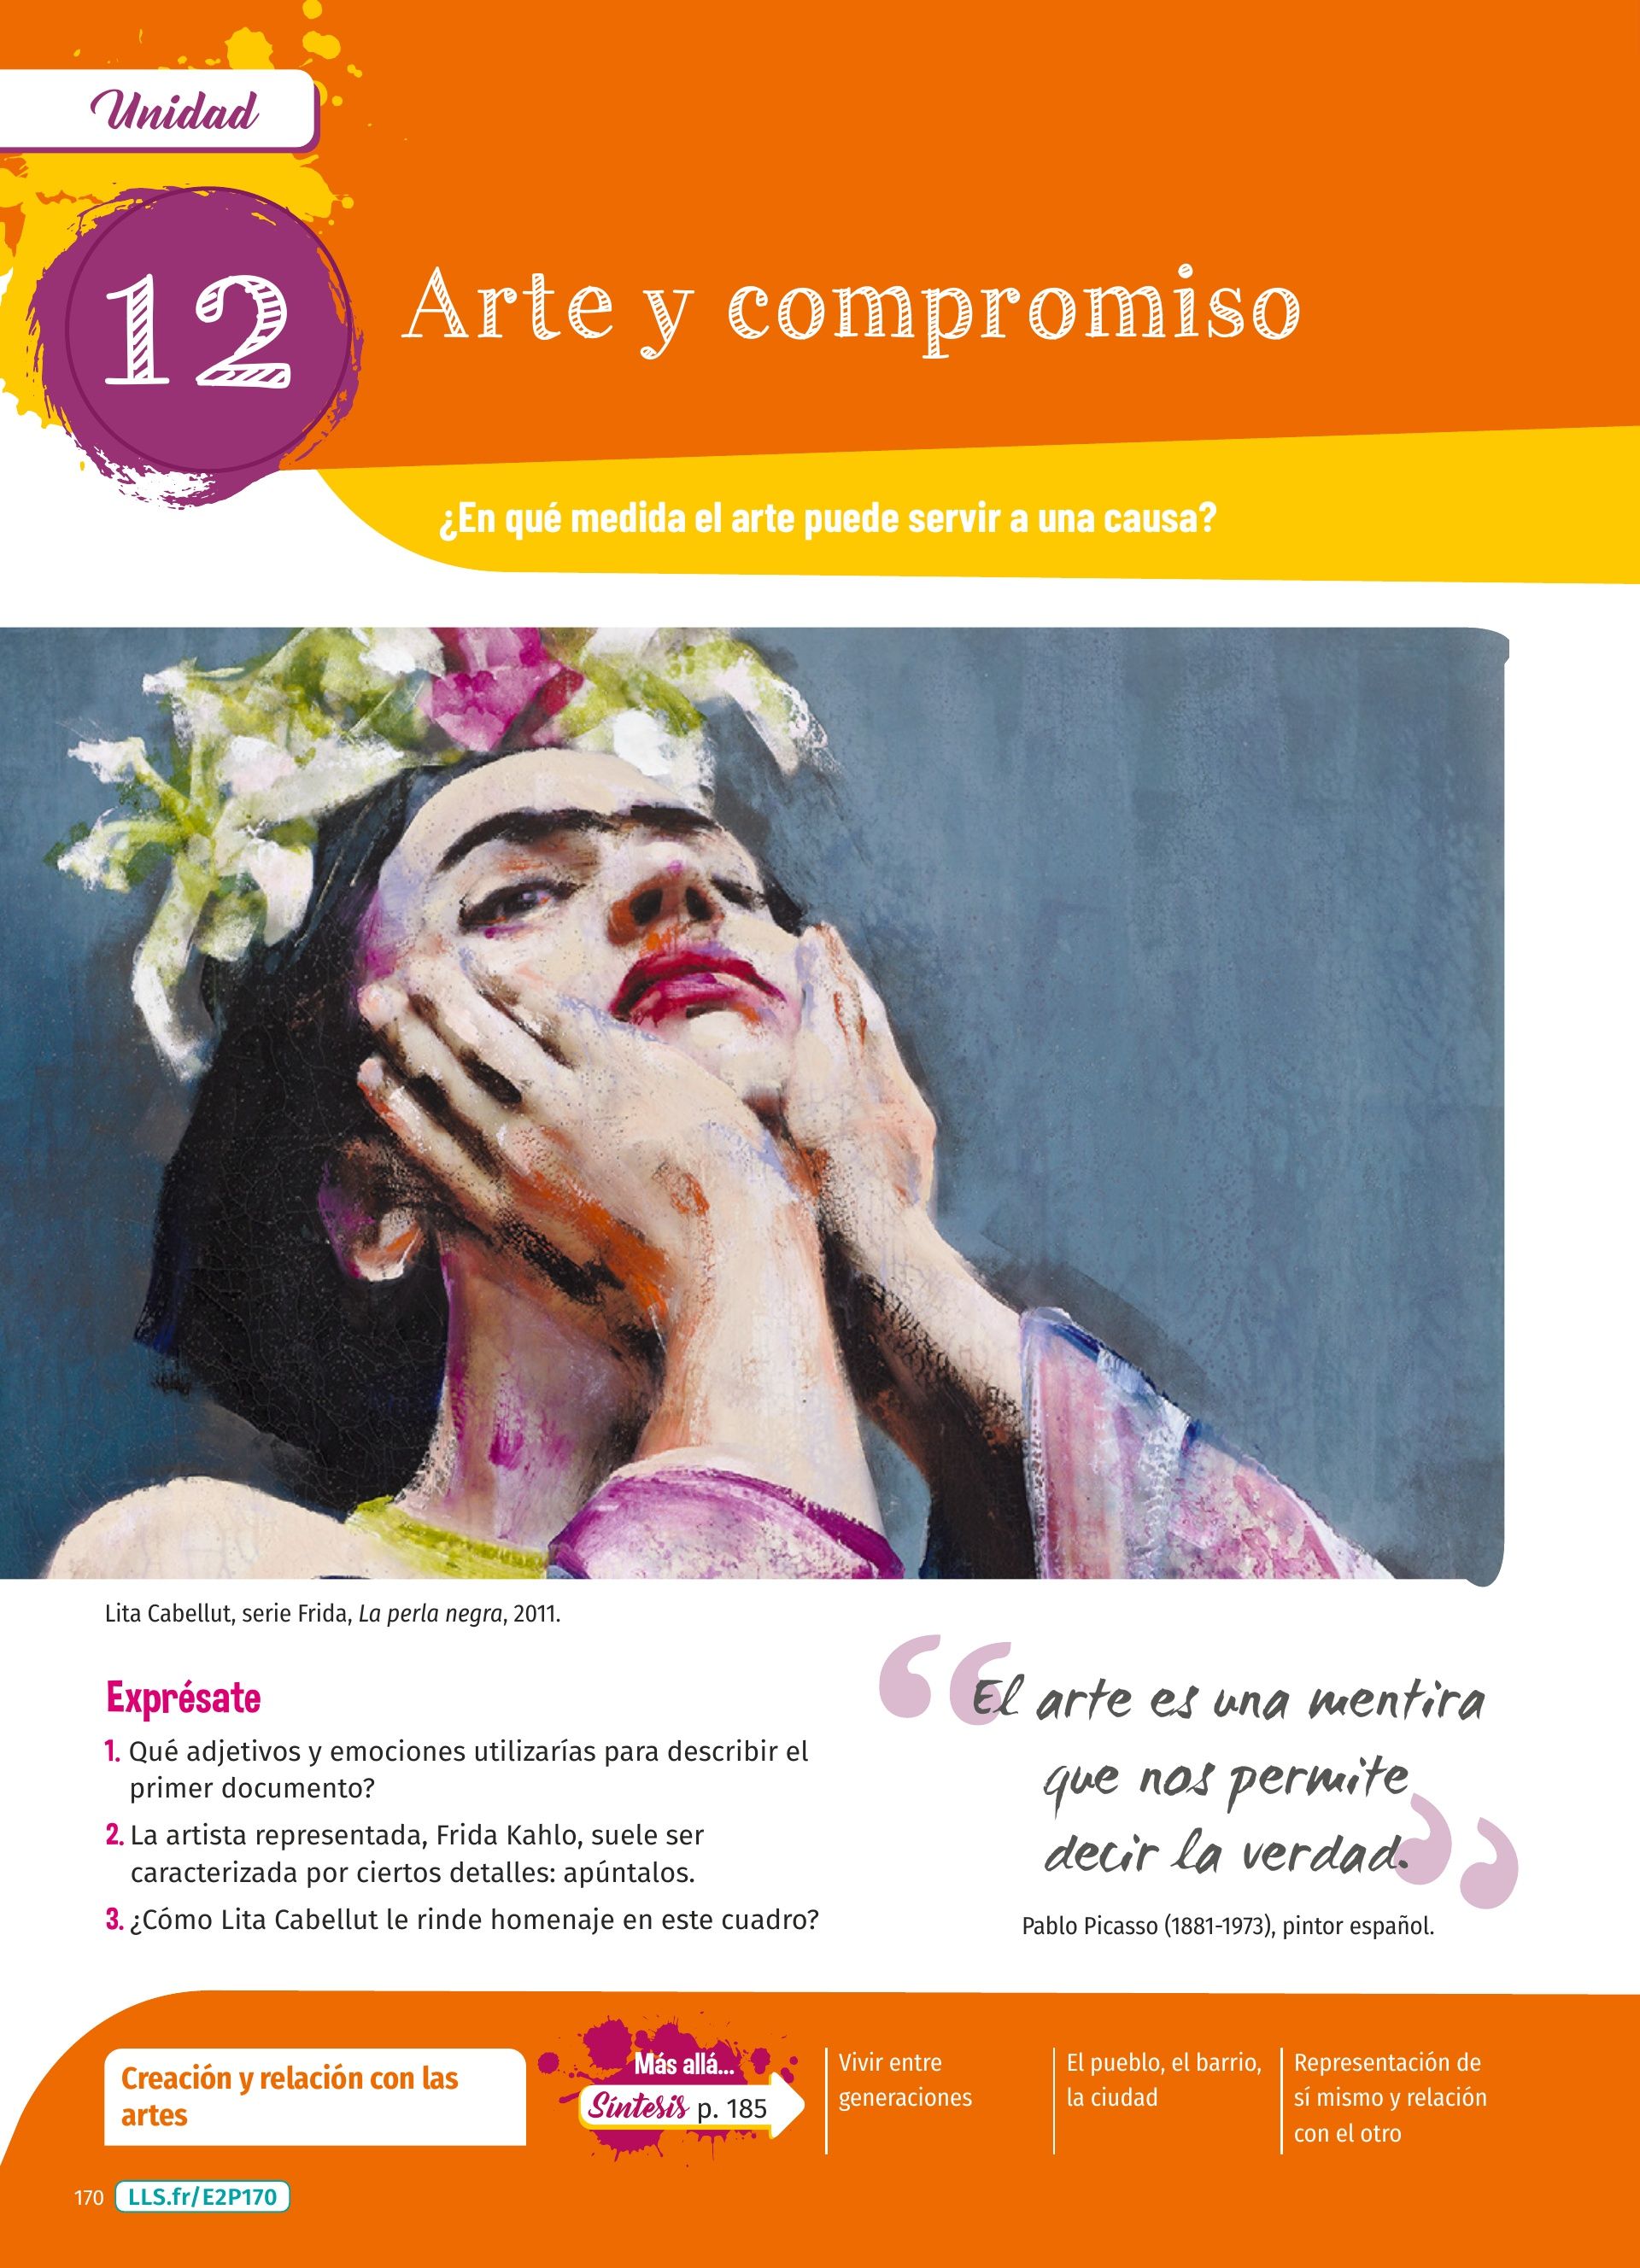 Unidad
12
Arte y compromiso
¿En qué medida el arte puede servir a una causa?
Lita Cabellut, serie Frida, La perla negra, 2011.
Exprésate
1. Qué adjetivos y emociones utilizarías para describir el
primer documento?
2. La artista representada, Frida Kahlo, suele ser
caracterizada por ciertos detalles: apúntalos.
3. ¿Cómo Lita Cabellut le rinde homenaje en este cuadro?
“El arte es una mentira
que nos permite
decir la verdad.”
Pablo Picasso (1881-1973), pintor español.
Creación y relación con las
artes
Más allá...
Síntesis p. 185
Vivir entre
generaciones
El pueblo, el barrio,
la ciudad
Representación de
sí mismo y relación
con el otro
170 LLS.fr/E2P170